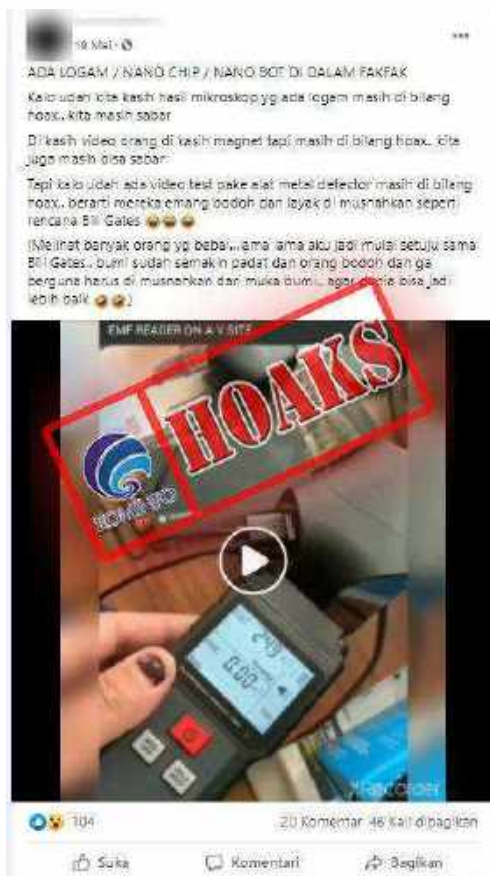 18 Mei
ADA LOGAM / NANO CHIP / NANO BOT DI DALAM FAKFAK
Kalo udah kita kasih hasil mikroskop yg ada logam masih di bilang
hoax.. kita masih sabar
Di kasih video orang di kasih magnet tapi masih di bilang hoax.. kita
juga masih bisa sabar
Tapi kalo udah ada video test pake alat metal detector masih di bilang
hoax.. berarti mereka emang bodoh dan layak di musnahkan seperti
rencana Bill Gates 😂😂😂
(Melihat banyak orang yg bebal.. lama lama aku jadi mulai setuju sama
Bill Gates.. bumi sudah semakin padat dan orang bodoh dan ga
berguna harus di musnahkan dari muka bumi.. agar dunia bisa jadi
lebih baik 🤣🤣)
EMF READER ON A V SITE
HOAKS
KOMINFO
0.00
XRecorder
104
20 Komentar 46 Kali dibagikan
Suka
Komentari
Bagikan